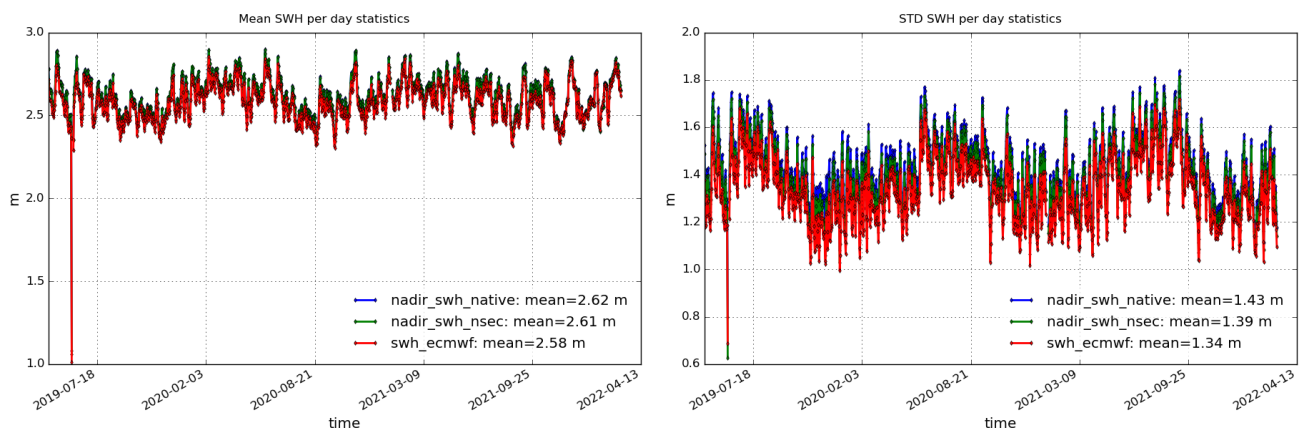 Mean SWH per day statistics
3.0
2.5
2.0
1.5
1.0
m
nadir_swh_native: mean=2.62 m
nadir_swh_nsec: mean=2.61 m
swh_ecmwf: mean=2.58 m
2019-07-18
2020-02-03
2020-08-21
2021-03-09
2021-09-25
2022-04-13
time
STD SWH per day statistics
2.0
1.8
1.6
1.4
1.2
1.0
0.8
0.6
m
nadir_swh_native: mean=1.43 m
nadir_swh_nsec: mean=1.39 m
swh_ecmwf: mean=1.34 m
2019-07-18
2020-02-03
2020-08-21
2021-03-09
2021-09-25
2022-04-13
time